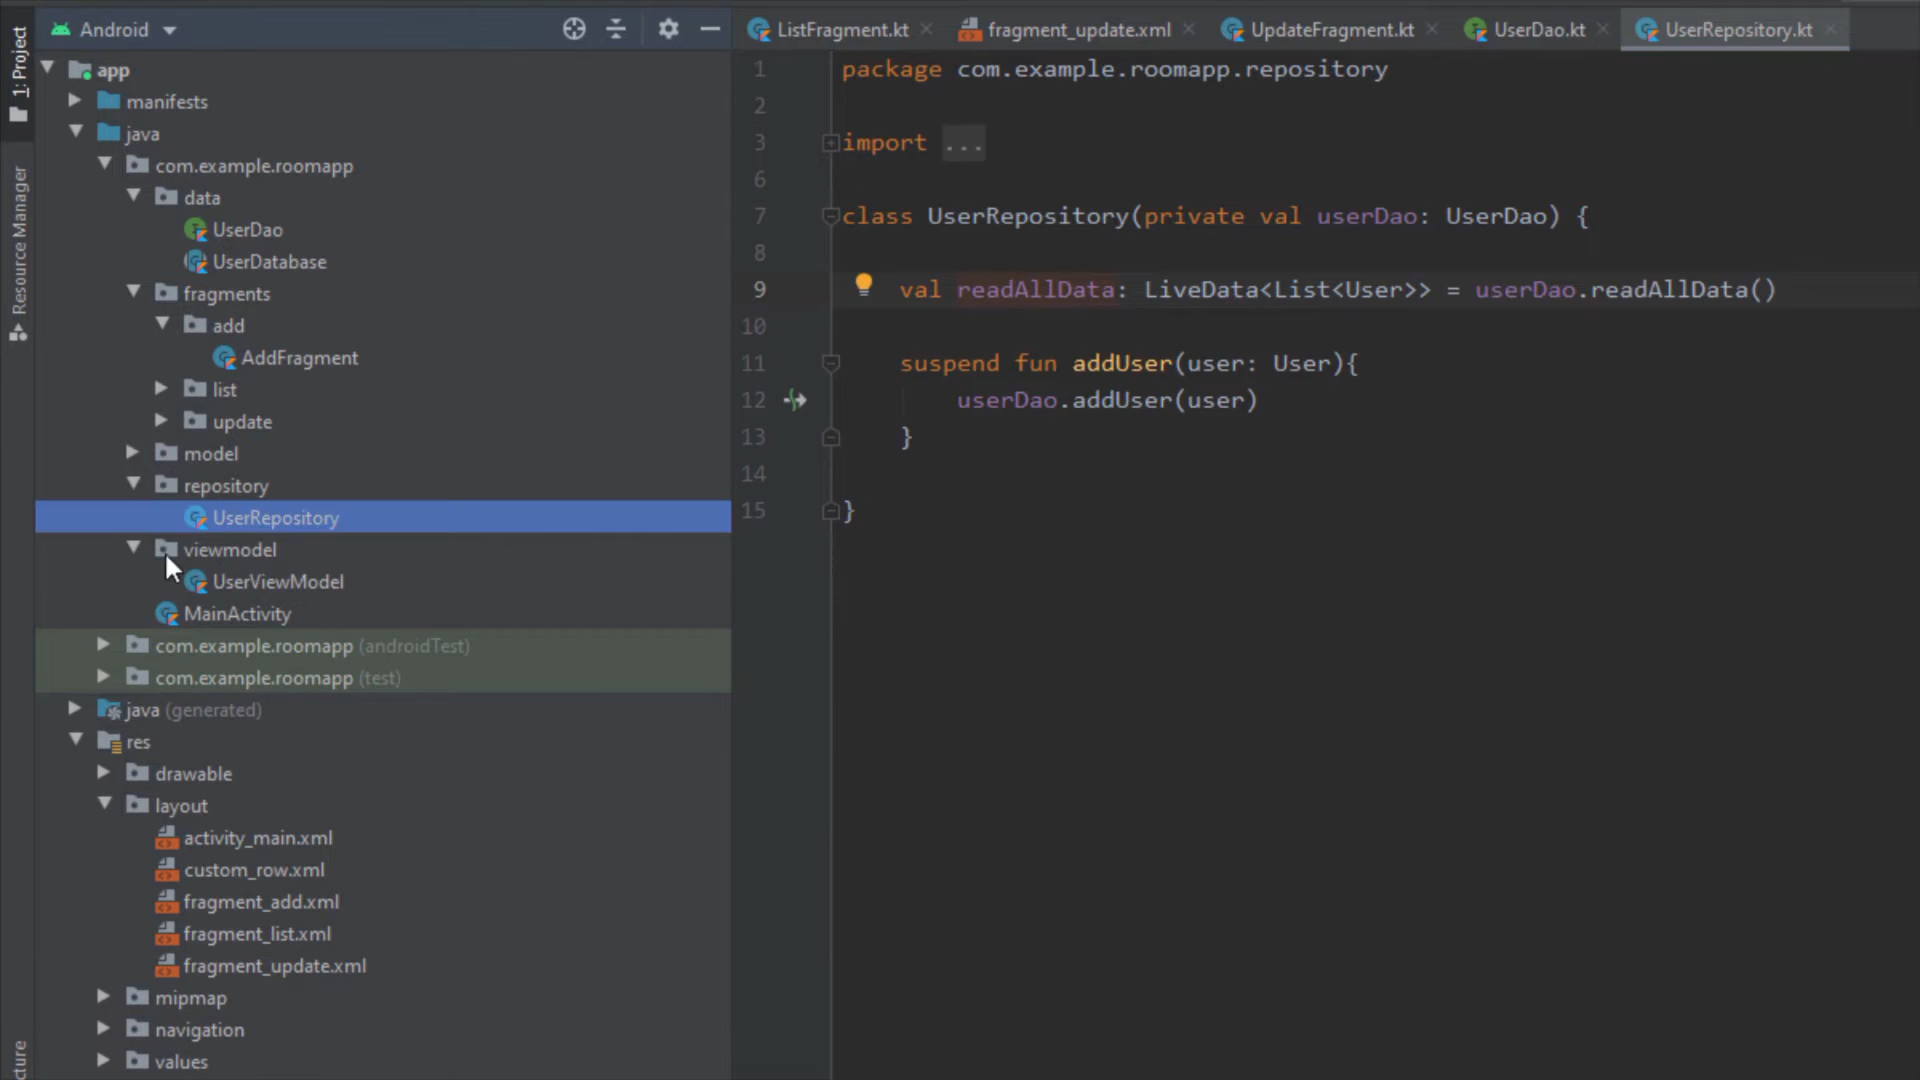 1: Project
Resource Manager
cture
Android
app
manifests
java
com.example.roomapp
data
UserDao
UserDatabase
fragments
add
AddFragment
list
update
model
repository
UserRepository
viewmodel
UserViewModel
MainActivity
com.example.roomapp (androidTest)
com.example.roomapp (test)
java (generated)
res
drawable
layout
activity_main.xml
custom_row.xml
fragment_add.xml
fragment_list.xml
fragment_update.xml
mipmap
navigation
values
ListFragment.kt
fragment_update.xml
UpdateFragment.kt
UserDao.kt
UserRepository.kt
1 package com.example.roomapp.repository
2
3 import ...
6
7 class UserRepository(private val userDao: UserDao) {
8
9 val readAllData: LiveData<List<User>> = userDao.readAllData()
10
11 suspend fun addUser(user: User){
12 userDao.addUser(user)
13 }
14
15 }